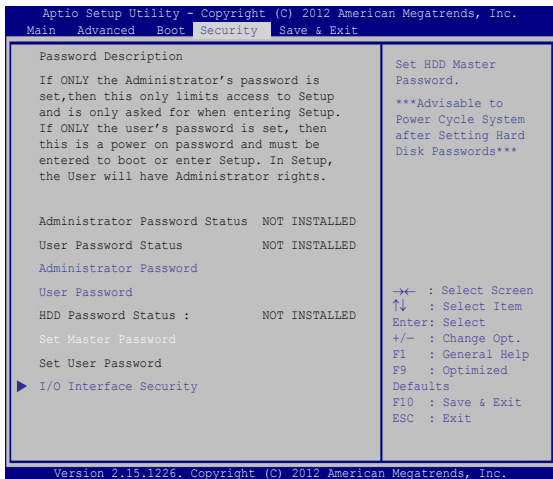 Aptio Setup Utility - Copyright (C) 2012 American Megatrends, Inc.
Main Advanced Boot Security Save & Exit
Password Description
If ONLY the Administrator's password is
set,then this only limits access to Setup
and is only asked for when entering Setup.
If ONLY the user's password is set, then
this is a power on password and must be
entered to boot or enter Setup. In Setup,
the User will have Administrator rights.
Administrator Password Status NOT INSTALLED
User Password Status NOT INSTALLED
Administrator Password
User Password
HDD Password Status : NOT INSTALLED
Set Master Password
Set User Password
I/O Interface Security
Set HDD Master
Password.
***Advisable to
Power Cycle System
after Setting Hard
Disk Passwords***
→← : Select Screen
↑↓ : Select Item
Enter: Select
+/— : Change Opt.
F1 : General Help
F9 : Optimized
Defaults
F10 : Save & Exit
ESC : Exit
Version 2.15.1226. Copyright (C) 2012 American Megatrends, Inc.